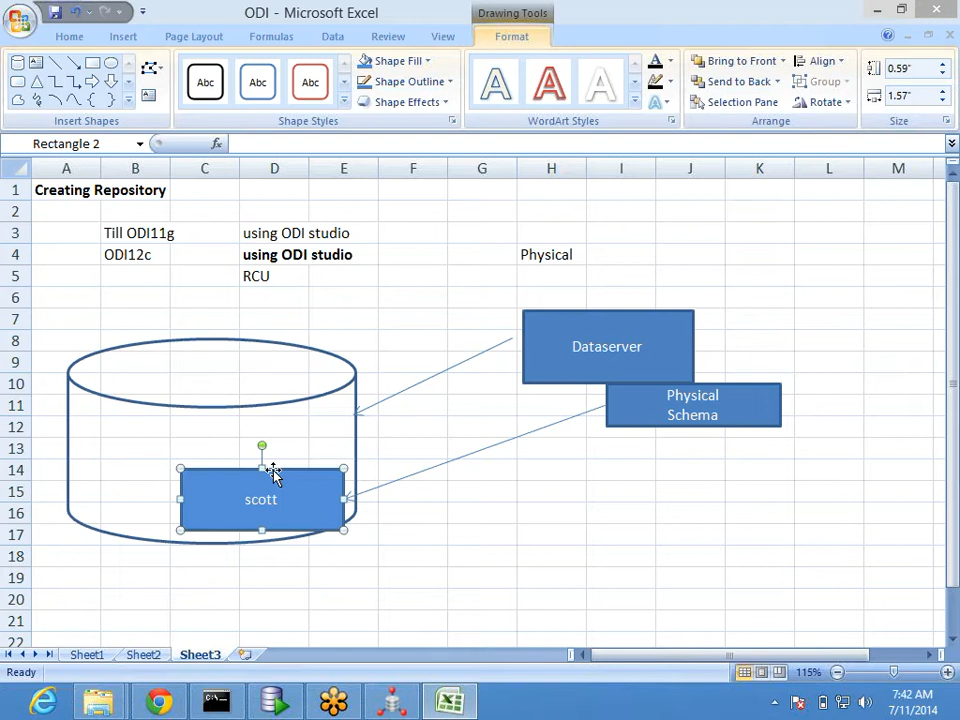 ODI - Microsoft Excel
Drawing Tools
Home
Insert
Page Layout
Formulas
Data
Review
View
Format
Abc
Abc
Abc
Shape Fill
Shape Outline
Shape Effects
A
A
A
A
A
Bring to Front
Send to Back
Selection Pane
Align
Group
Rotate
0.59"
1.57"
Insert Shapes
Shape Styles
WordArt Styles
Arrange
Size
Rectangle 2
fx
A B C D E F G H I J K L M
1 Creating Repository
2
3 Till ODI11g using ODI studio
4 ODI12c using ODI studio Physical
5 RCU
6
7
8
9
10
11
12
13
14
15
16
17
18
19
20
21
22
Dataserver
Physical
Schema
scott
Sheet1
Sheet2
Sheet3
Ready
115%
7:42 AM
7/11/2014